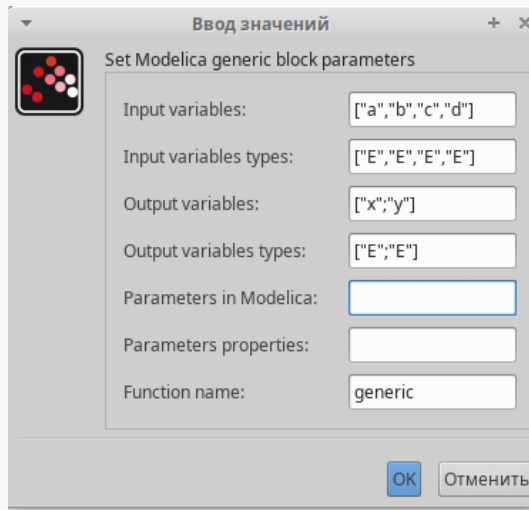 Ввод значений
Set Modelica generic block parameters
Input variables: ["a","b","c","d"]
Input variables types: ["E","E","E","E"]
Output variables: ["x";"y"]
Output variables types: ["E";"E"]
Parameters in Modelica:
Parameters properties:
Function name: generic
OK Отменить